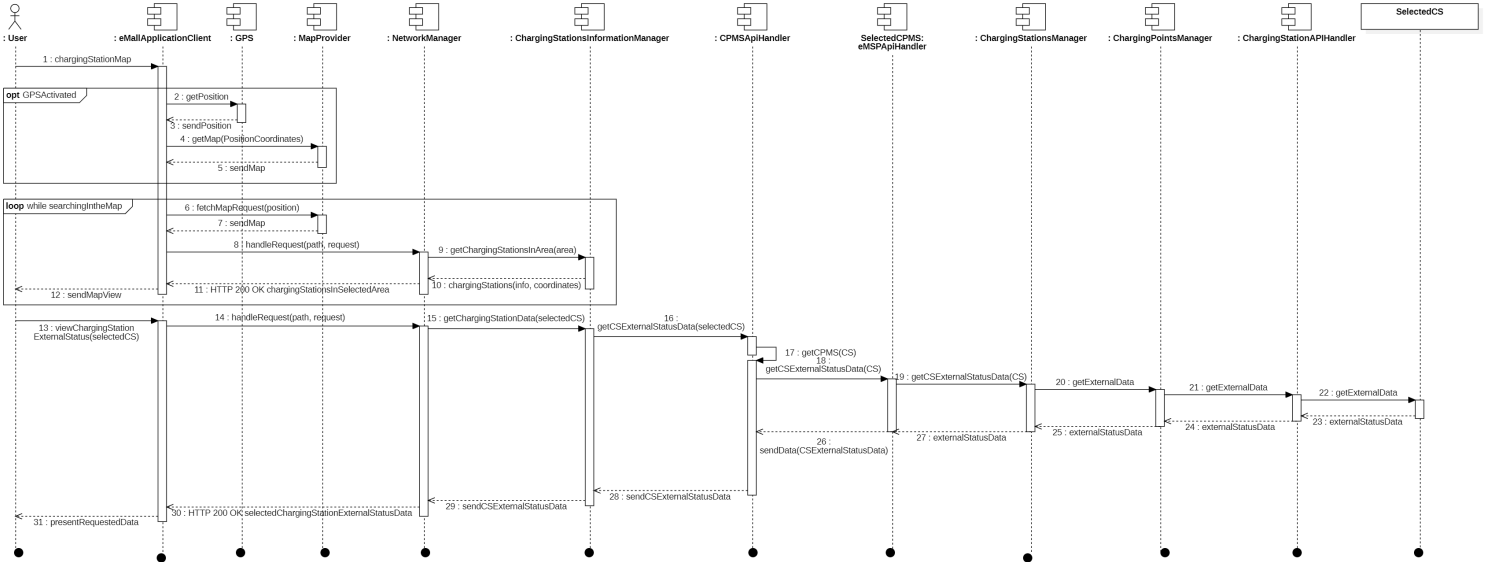 : User
: eMallApplicationClient
: GPS
: MapProvider
: NetworkManager
: ChargingStationsInformationManager
: CPMSApiHandler
SelectedCPMS:
eMSPApiHandler
: ChargingStationsManager
: ChargingPointsManager
: ChargingStationAPIHandler
SelectedCS
1 : chargingStationMap
opt GPSActivated
2 : getPosition
3 : sendPosition
4 : getMap(PositionCoordinates)
5 : sendMap
loop while searchingIntheMap
6 : fetchMapRequest(position)
7 : sendMap
8 : handleRequest(path, request)
9 : getChargingStationsInArea(area)
10 : chargingStations(info, coordinates)
11 : HTTP 200 OK chargingStationsInSelectedArea
12 : sendMapView
13 : viewChargingStation
ExternalStatus(selectedCS)
14 : handleRequest(path, request)
15 : getChargingStationData(selectedCS)
16 :
getCSExternalStatusData(selectedCS)
17 : getCPMS(CS)
18 :
getCSExternalStatusData(CS)
19 : getCSExternalStatusData(CS)
20 : getExternalData
21 : getExternalData
22 : getExternalData
23 : externalStatusData
24 : externalStatusData
25 : externalStatusData
26 :
sendData(CSExternalStatusData)
27 : externalStatusData
28 : sendCSExternalStatusData
29 : sendCSExternalStatusData
30 : HTTP 200 OK selectedChargingStationExternalStatusData
31 : presentRequestedData